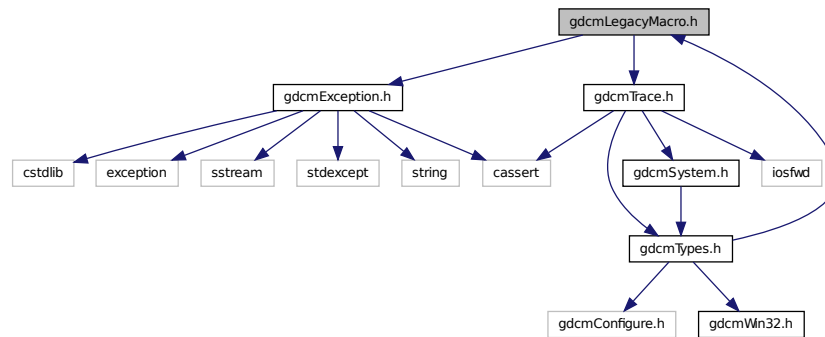 gdcmLegacyMacro.h
gdcmException.h
gdcmTrace.h
cstdlib
exception
sstream
stdexcept
string
cassert
gdcmSystem.h
iosfwd
gdcmTypes.h
gdcmConfigure.h
gdcmWin32.h